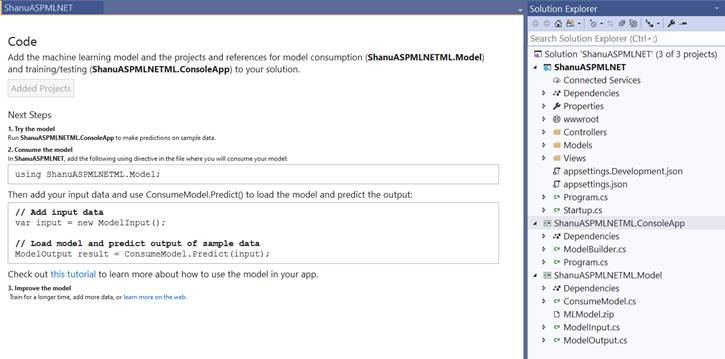 ShanuASPMLNET
Code
Add the machine learning model and the projects and references for model consumption (ShanuASPMLNETML.Model)
and training/testing (ShanuASPMLNETML.ConsoleApp) to your solution.
Added Projects
Next Steps
1. Try the model
Run ShanuASPMLNETML.ConsoleApp to make predictions on sample data.
2. Consume the model
In ShanuASPMLNET, add the following using directive in the file where you will consume your model:
using ShanuASPMLNETML.Model;
Then add your input data and use ConsumeModel.Predict() to load the model and predict the output:
// Add input data
var input = new ModelInput();
// Load model and predict output of sample data
ModelOutput result = ConsumeModel.Predict(input);
Check out this tutorial to learn more about how to use the model in your app.
3. Improve the model
Train for a longer time, add more data, or learn more on the web.
Solution Explorer
Search Solution Explorer (Ctrl+;)
Solution 'ShanuASPMLNET' (3 of 3 projects)
ShanuASPMLNET
Connected Services
Dependencies
Properties
wwwroot
Controllers
Models
Views
appsettings.Development.json
appsettings.json
Program.cs
Startup.cs
ShanuASPMLNETML.ConsoleApp
Dependencies
ModelBuilder.cs
Program.cs
ShanuASPMLNETML.Model
Dependencies
ConsumeModel.cs
MLModel.zip
ModelInput.cs
ModelOutput.cs